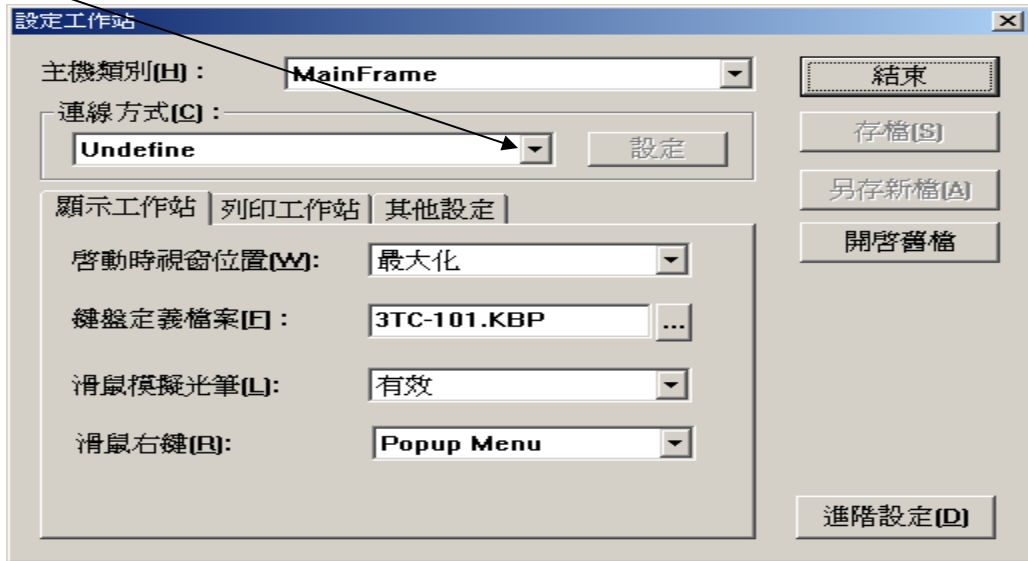 設定工作站
主機類別(H)： MainFrame
結束
連線方式(C)：
Undefine 設定
存檔(S)
另存新檔(A)
開啓舊檔
顯示工作站 列印工作站 其他設定
啓動時視窗位置(W): 最大化
鍵盤定義檔案(F)： 3TC-101.KBP ...
滑鼠模擬光筆(L): 有效
滑鼠右鍵(R): Popup Menu
進階設定(D)